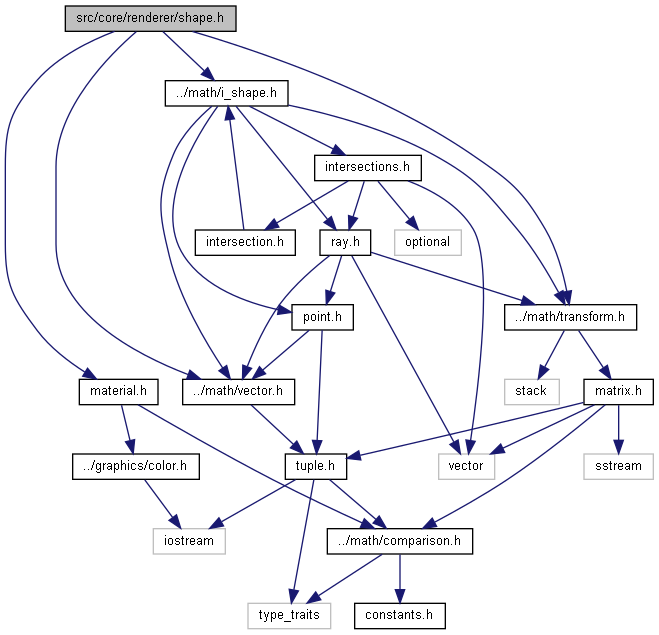 src/core/renderer/shape.h
../math/i_shape.h
intersections.h
intersection.h
ray.h
optional
point.h
../math/transform.h
material.h
../math/vector.h
stack
matrix.h
../graphics/color.h
tuple.h
vector
sstream
iostream
../math/comparison.h
type_traits
constants.h